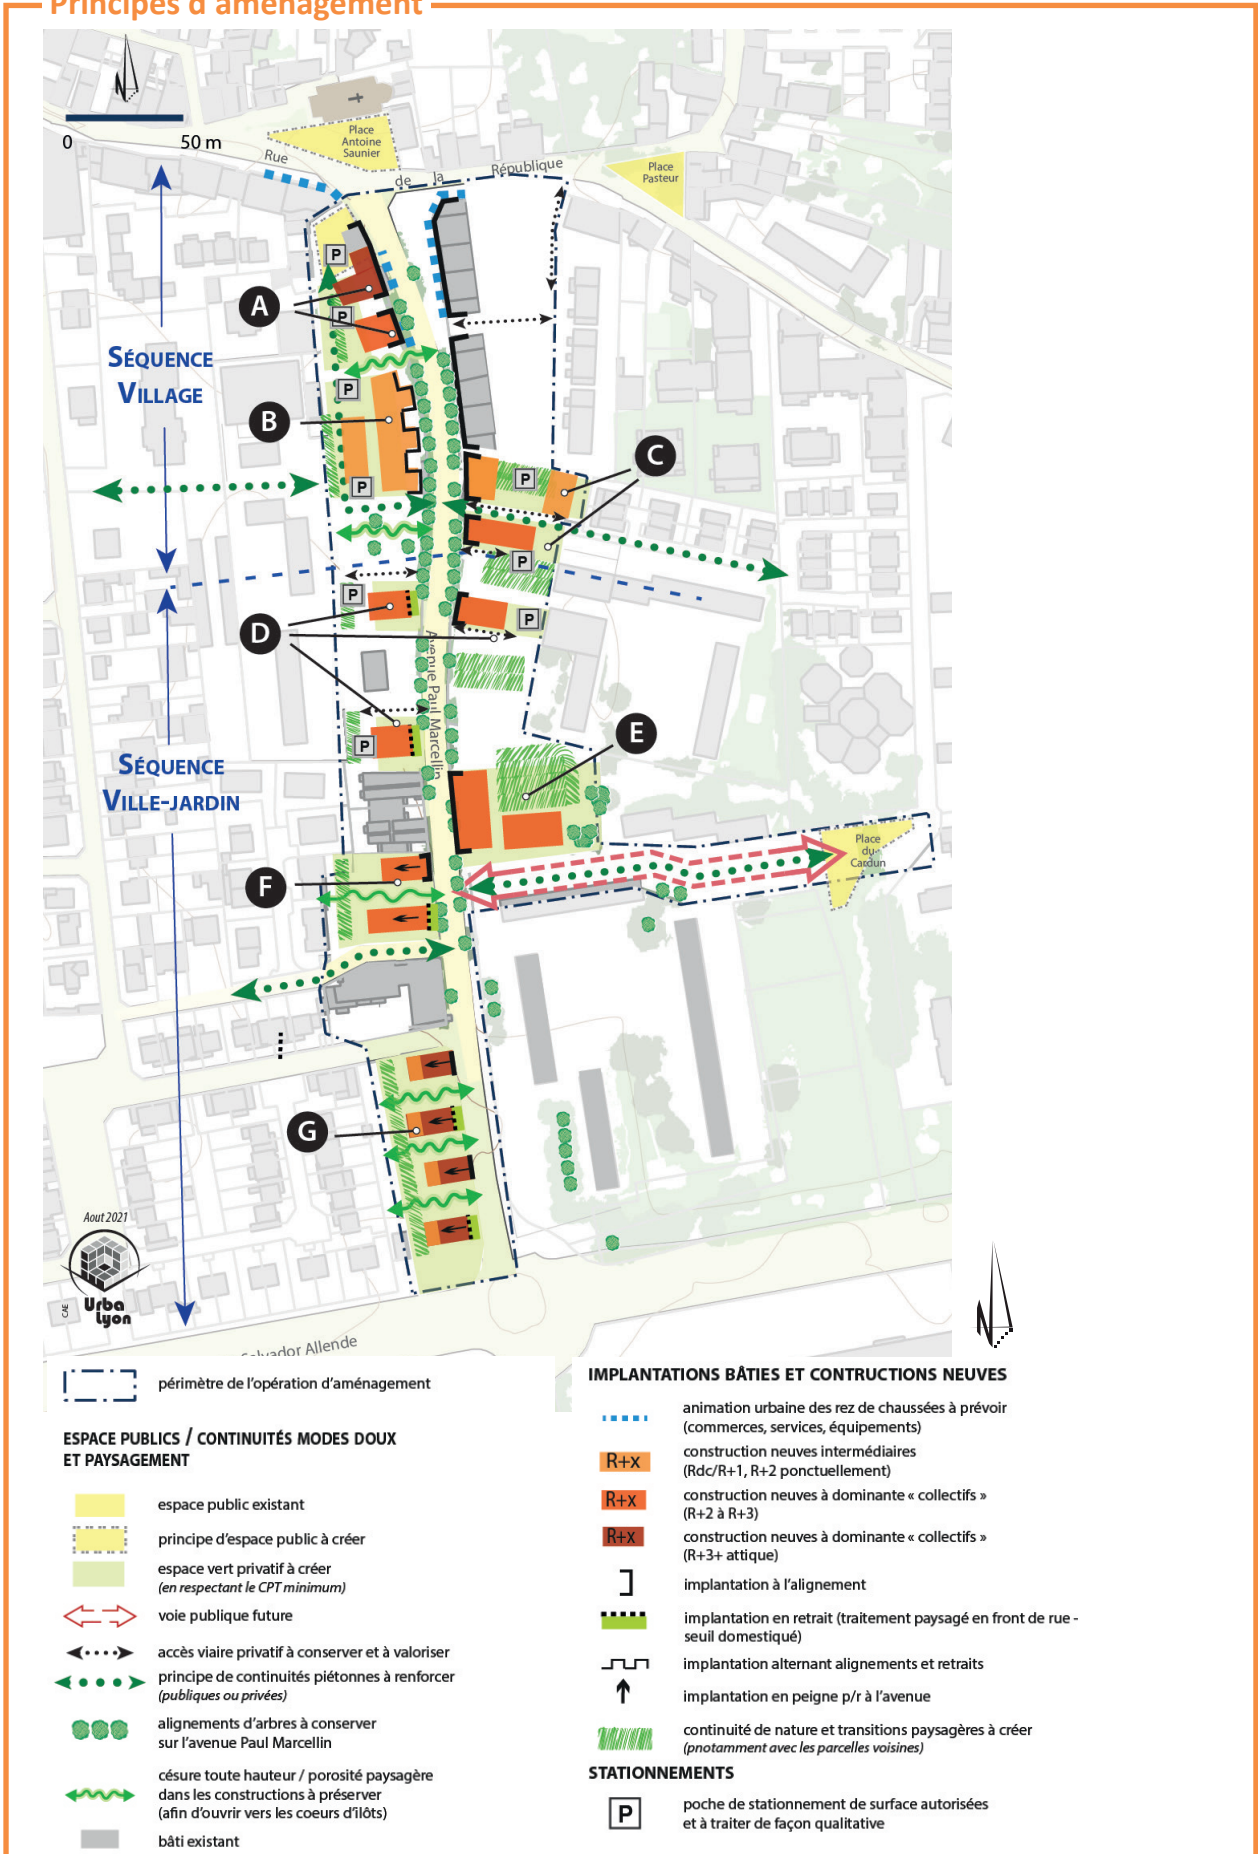 Principes d'aménagement
N
0 50 m
Place
Antoine
Saunier
Rue
de la
République
Place
Pasteur
P
A
P
SÉQUENCE
VILLAGE
P
B
C
P
P
P
P
P
D
Avenue Paul Marcellin
P
E
SÉQUENCE
VILLE-JARDIN
Place
du
Cardun
F
G
Aout 2021
Urba
Lyon
CAE
Salvador Allende
N
périmètre de l'opération d'aménagement
ESPACE PUBLICS / CONTINUITÉS MODES DOUX
ET PAYSAGEMENT
espace public existant
principe d'espace public à créer
espace vert privatif à créer
(en respectant le CPT minimum)
voie publique future
accès viaire privatif à conserver et à valoriser
principe de continuités piétonnes à renforcer
(publiques ou privées)
alignements d'arbres à conserver
sur l'avenue Paul Marcellin
césure toute hauteur / porosité paysagère
dans les constructions à préserver
(afin d'ouvrir vers les coeurs d'ilôts)
bâti existant
IMPLANTATIONS BÂTIES ET CONTRUCTIONS NEUVES
animation urbaine des rez de chaussées à prévoir
(commerces, services, équipements)
R+x
construction neuves intermédiaires
(Rdc/R+1, R+2 ponctuellement)
R+x
construction neuves à dominante « collectifs »
(R+2 à R+3)
R+x
construction neuves à dominante « collectifs »
(R+3+ attique)
implantation à l'alignement
implantation en retrait (traitement paysagé en front de rue -
seuil domestiqué)
implantation alternant alignements et retraits
implantation en peigne p/r à l'avenue
continuité de nature et transitions paysagères à créer
(pnotamment avec les parcelles voisines)
STATIONNEMENTS
P
poche de stationnement de surface autorisées
et à traiter de façon qualitative